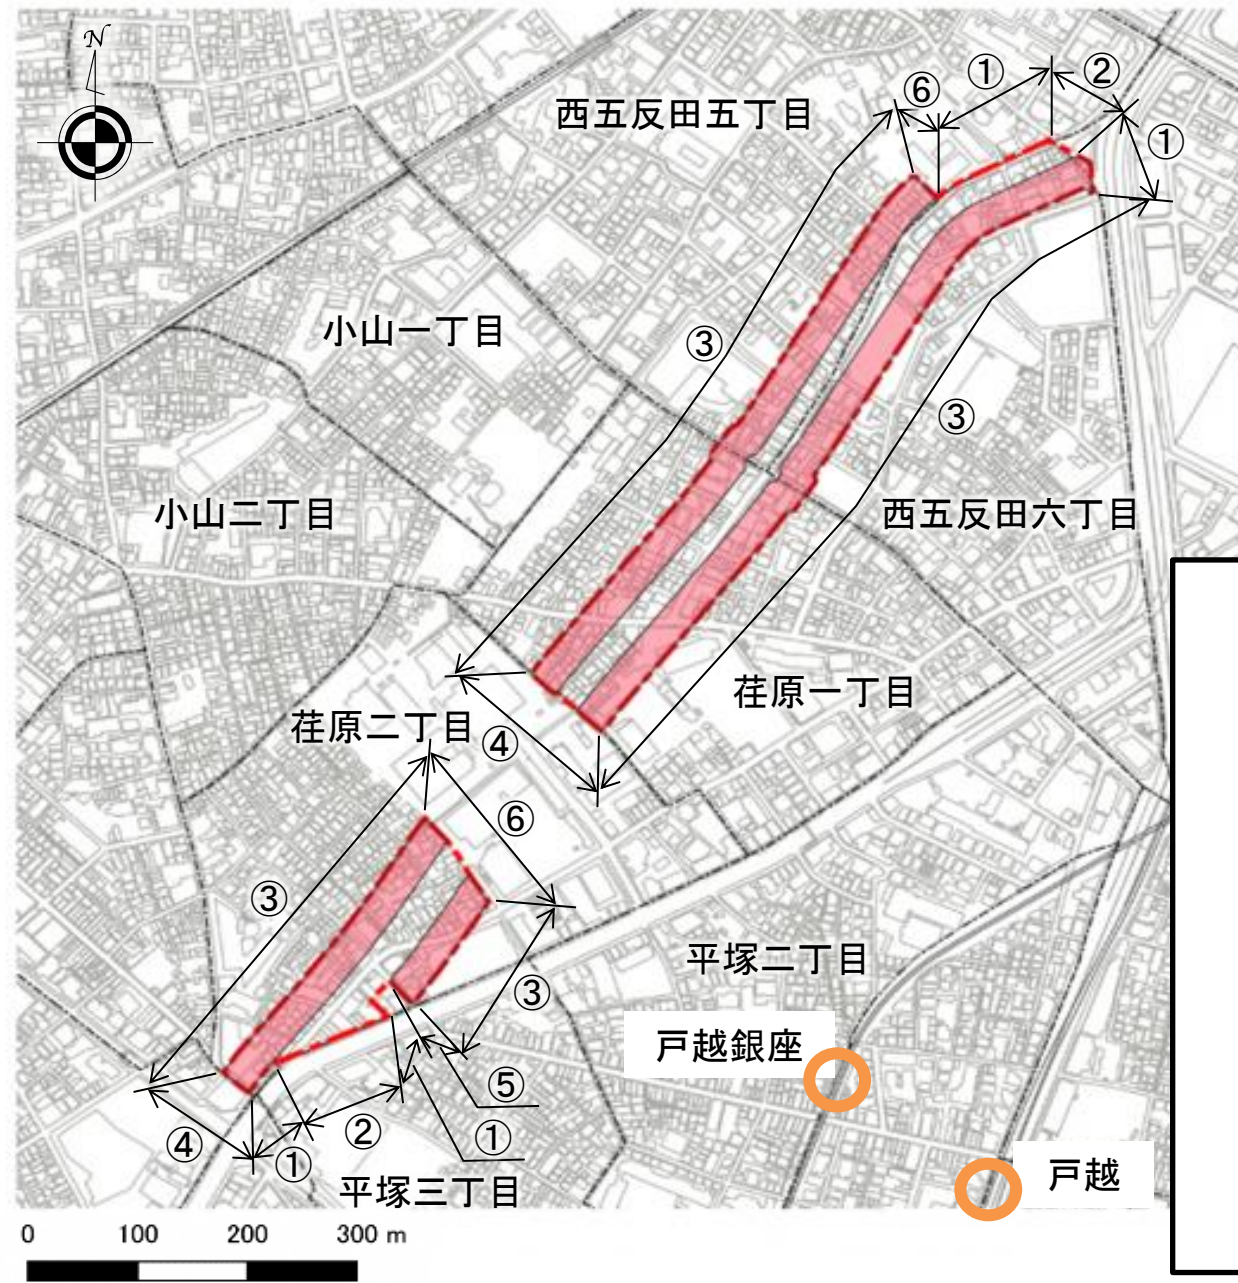 N
⑥
①
②
西五反田五丁目
①
小山一丁目
③
③
小山二丁目
西五反田六丁目
荏原一丁目
荏原二丁目
④
⑥
③
平塚二丁目
③
戸越銀座
⑤
②
①
④
①
戸越
平塚三丁目
0 100 200 300 m